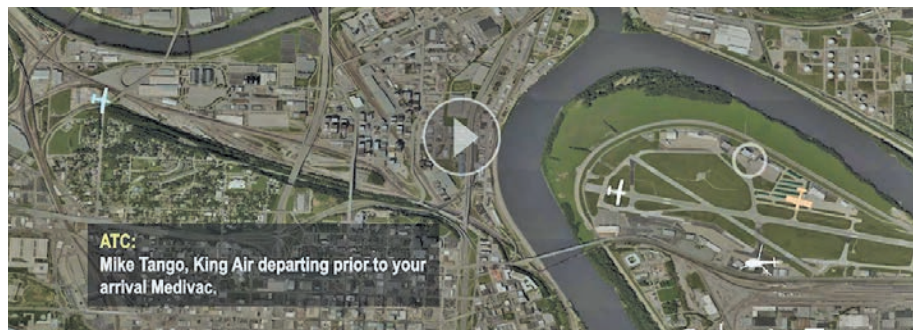 ATC:
Mike Tango, King Air departing prior to your
arrival Medivac.